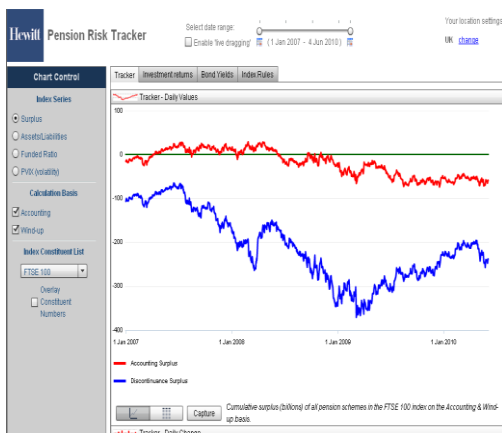 Hewitt Pension Risk Tracker
Select date range:
Enable 'live dragging' (1 Jan 2007 - 4 Jun 2010)
Your location settings
UK change
Chart Control
Index Series
Surplus
Assets/Liabilities
Funded Ratio
PVIX (volatility)
Calculation Basis
Accounting
Wind-up
Index Constituent List
FTSE 100
Overlay
Constituent
Numbers
Tracker Investment returns Bond Yields Index Rules
Tracker - Daily Values
100
0
-100
-200
-300
-400
1 Jan 2007 1 Jan 2008 1 Jan 2009 1 Jan 2010
Accounting Surplus
Discontinuance Surplus
Capture
Cumulative surplus (billions) of all pension schemes in the FTSE 100 index on the Accounting & Wind-
up basis.
Tracker - Daily Change